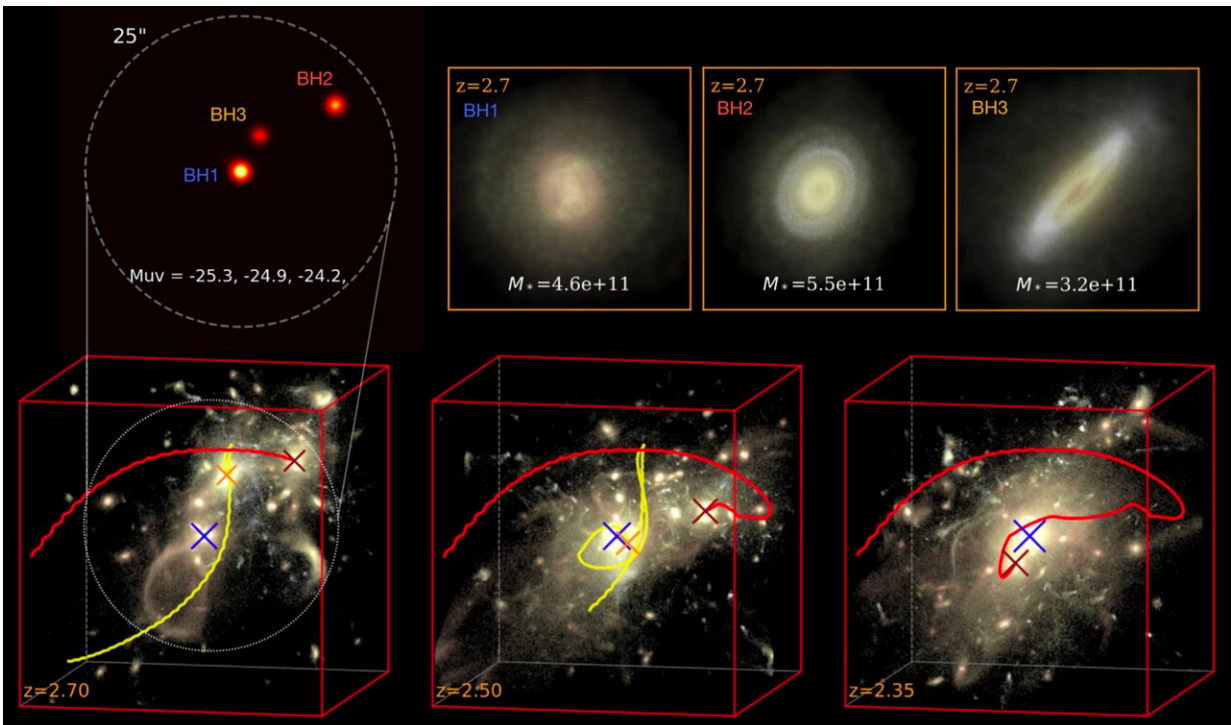 25"
BH2
BH3
BH1
Muv = -25.3, -24.9, -24.2,
z=2.7
BH1
M*=4.6e+11
z=2.7
BH2
M*=5.5e+11
z=2.7
BH3
M*=3.2e+11
z=2.70
z=2.50
z=2.35